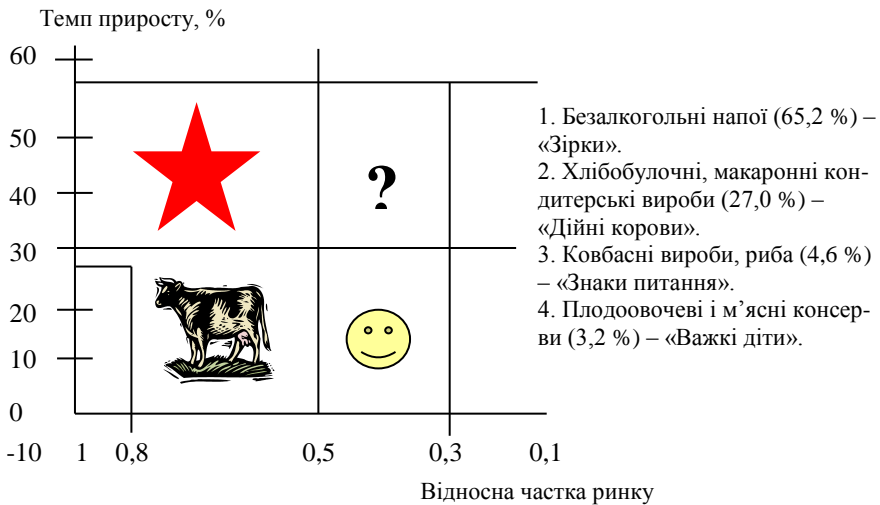 Темп приросту, %
60
50
40
30
20
10
0
-10 1 0,8 0,5 0,3 0,1
Відносна частка ринку
?
1. Безалкогольні напої (65,2 %) –
«Зірки».
2. Хлібобулочні, макаронні кон-
дитерські вироби (27,0 %) –
«Дійні корови».
3. Ковбасні вироби, риба (4,6 %)
– «Знаки питання».
4. Плодоовочеві і м’ясні консер-
ви (3,2 %) – «Важкі діти».